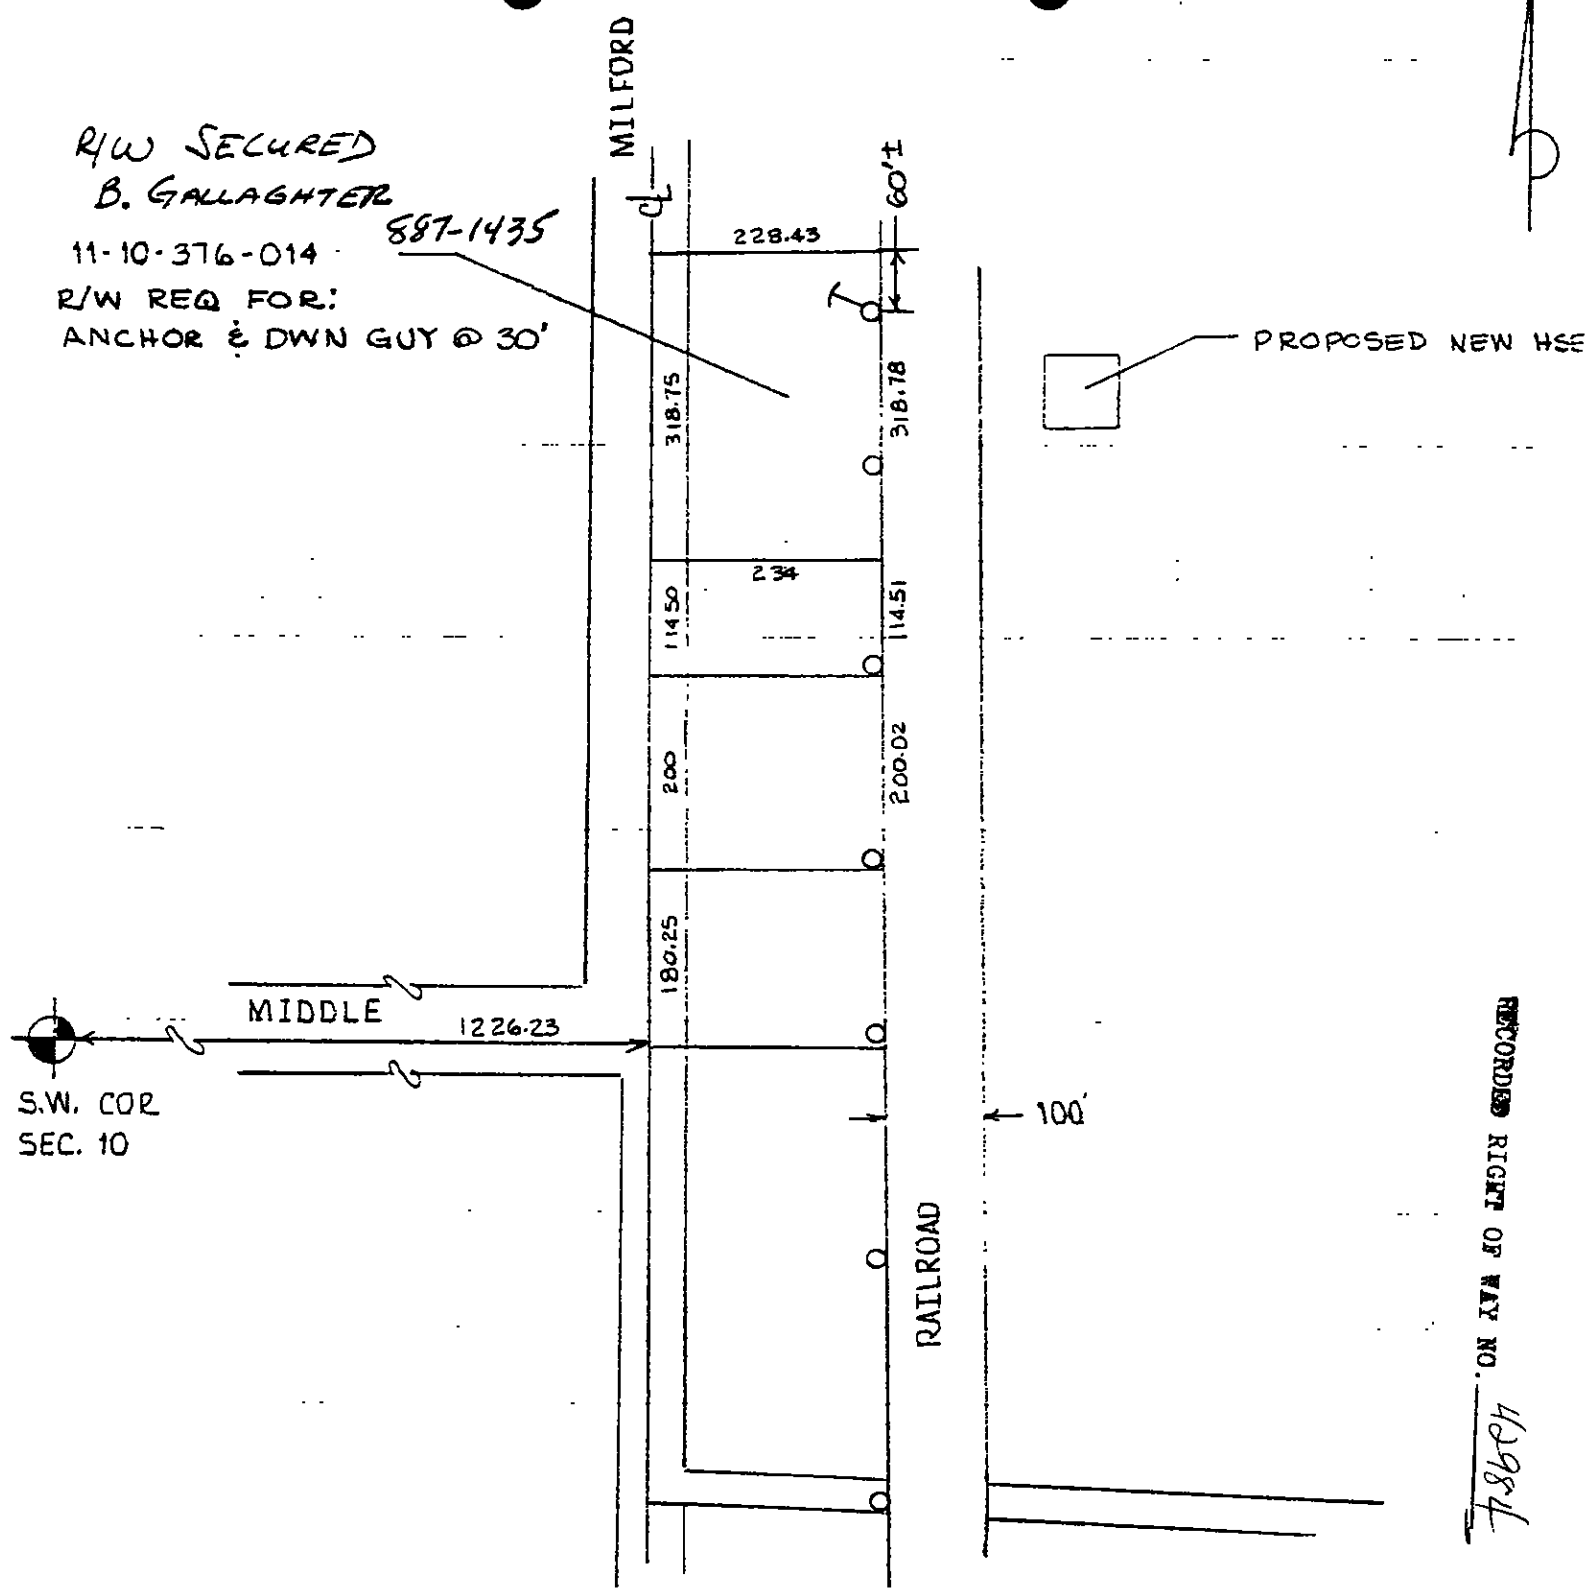 MILFORD
R/W SECURED
B. GALLAGHTER
887-1435
11-10-376-014
R/W REQ FOR:
ANCHOR & DWN GUY @ 30'
℄
60'±
228.43
318.75
318.78
PROPOSED NEW HSE
234
114.50
114.51
200
200.02
180.25
MIDDLE
1226.23
S.W. COR
SEC. 10
100'
RAILROAD
RECORDED RIGHT OF WAY NO. 42984